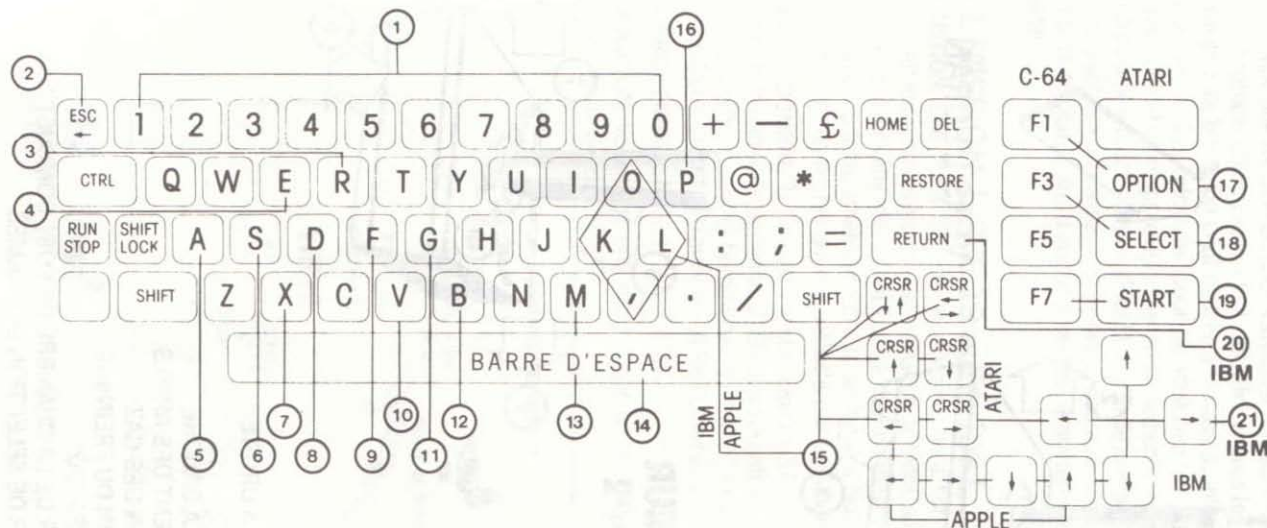 1 16
2 C-64 ATARI
ESC ← 1 2 3 4 5 6 7 8 9 0 + — £ HOME DEL F1
3
CTRL Q W E R T Y U I O P @ * RESTORE F3 OPTION 17
4
RUN STOP SHIFT LOCK A S D F G H J K L : ; = RETURN F5 SELECT 18
SHIFT Z X C V B N M , . / SHIFT CRSR ↓ ↑ CRSR ← → F7 START 19
BARRE D'ESPACE CRSR ↑ CRSR ↓ ATARI ↑ 20
IBM
7 10 12 13 14 IBM APPLE CRSR ← CRSR → ← → 21
IBM
5 6 8 9 11 15 ← → ↓ ↑ ↓ IBM
APPLE